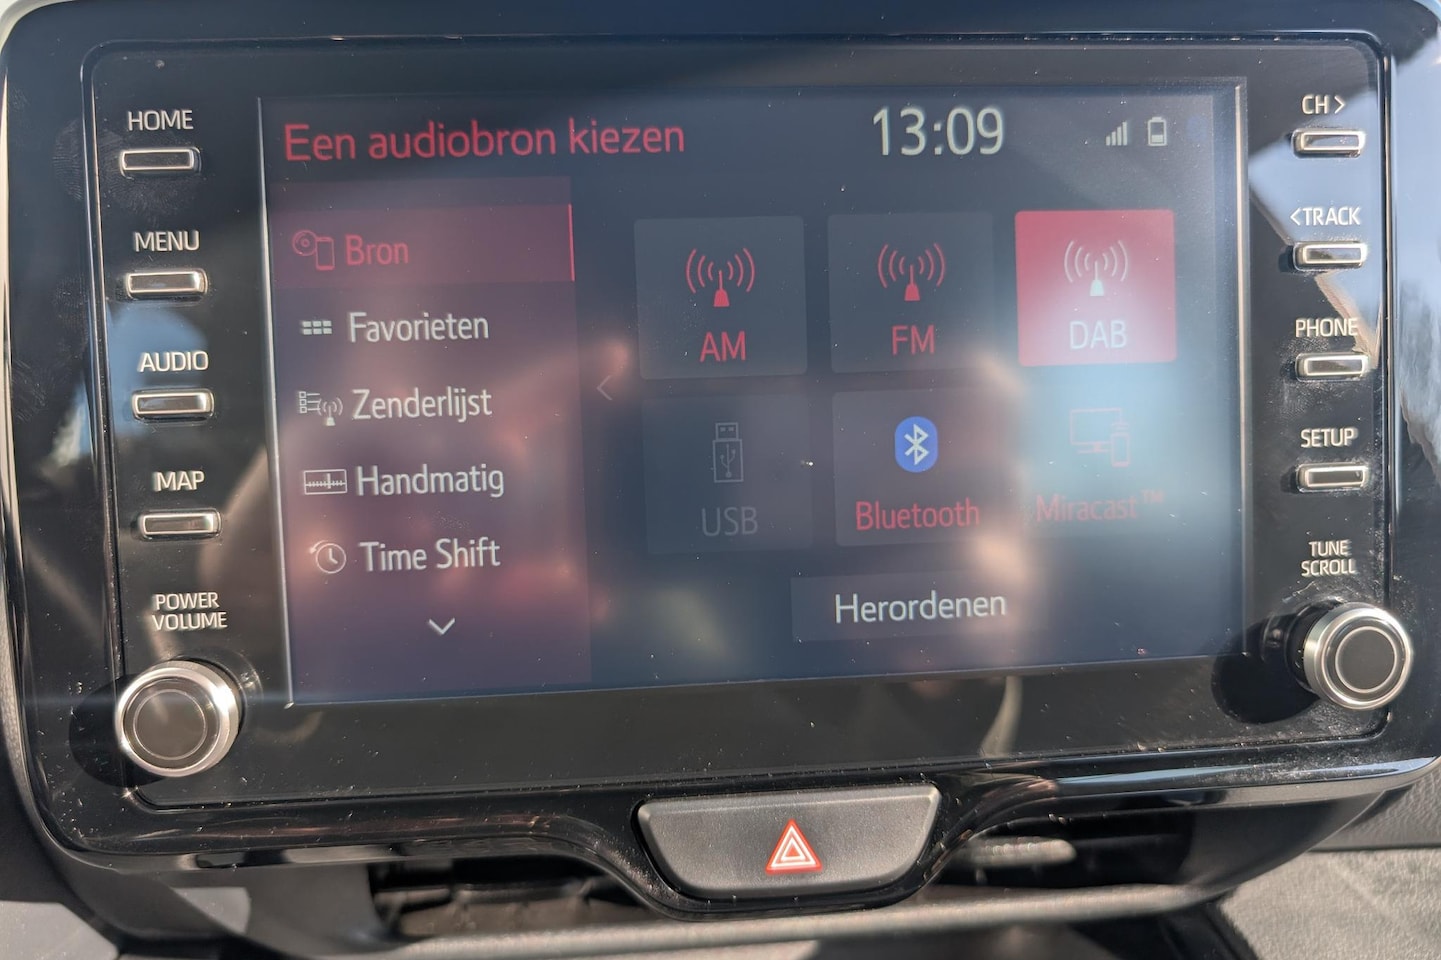 HOME
MENU
AUDIO
MAP
POWER
VOLUME
Een audiobron kiezen
13:09
Bron
Favorieten
Zenderlijst
Handmatig
Time Shift
AM
FM
DAB
USB
Bluetooth
Miracast™
Herordenen
CH >
< TRACK
PHONE
SETUP
TUNE
SCROLL